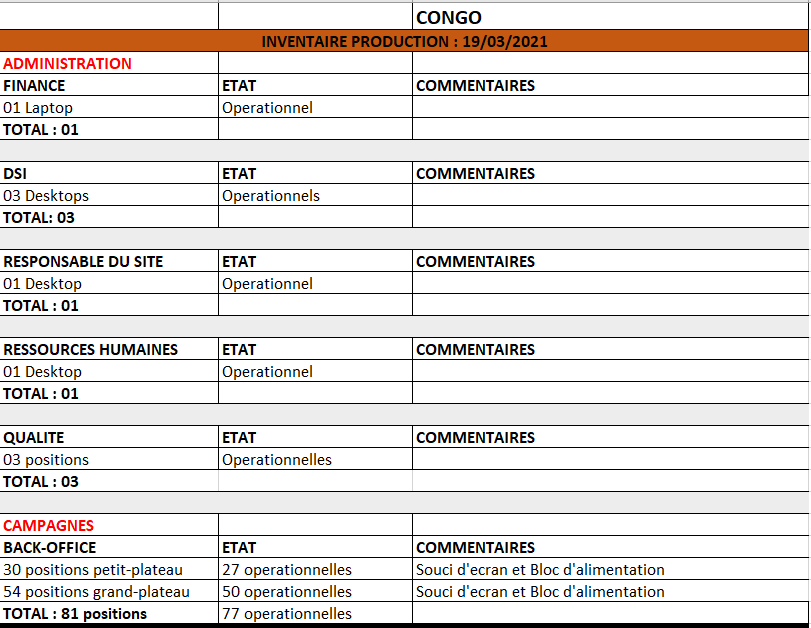 CONGO
INVENTAIRE PRODUCTION : 19/03/2021
ADMINISTRATION
FINANCE ETAT COMMENTAIRES
01 Laptop Operationnel
TOTAL : 01
DSI ETAT COMMENTAIRES
03 Desktops Operationnels
TOTAL: 03
RESPONSABLE DU SITE ETAT COMMENTAIRES
01 Desktop Operationnel
TOTAL : 01
RESSOURCES HUMAINES ETAT COMMENTAIRES
01 Desktop Operationnel
TOTAL : 01
QUALITE ETAT COMMENTAIRES
03 positions Operationnelles
TOTAL : 03
CAMPAGNES
BACK-OFFICE ETAT COMMENTAIRES
30 positions petit-plateau 27 operationnelles Souci d'ecran et Bloc d'alimentation
54 positions grand-plateau 50 operationnelles Souci d'ecran et Bloc d'alimentation
TOTAL : 81 positions 77 operationnelles